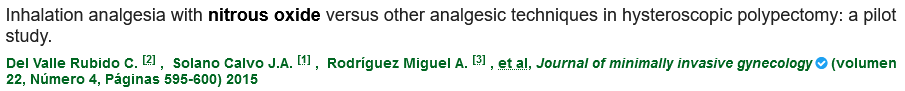 Inhalation analgesia with nitrous oxide versus other analgesic techniques in hysteroscopic polypectomy: a pilot
study.
Del Valle Rubido C. [2] , Solano Calvo J.A. [1] , Rodríguez Miguel A. [3] , et al, Journal of minimally invasive gynecology (volumen
22, Número 4, Páginas 595-600) 2015